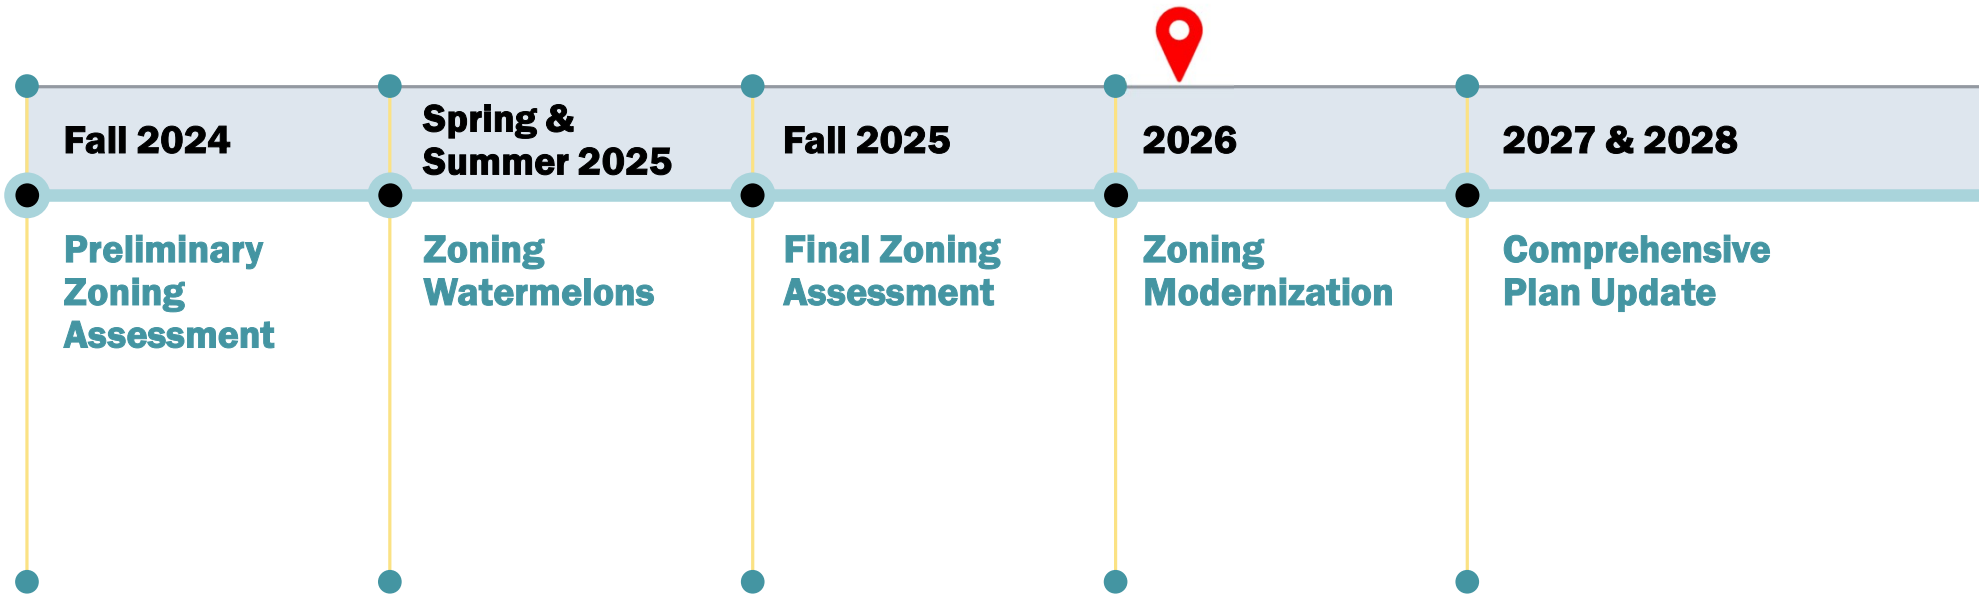 Fall 2024
Spring &
Summer 2025
Fall 2025
2026
2027 & 2028
Preliminary
Zoning
Assessment
Zoning
Watermelons
Final Zoning
Assessment
Zoning
Modernization
Comprehensive
Plan Update